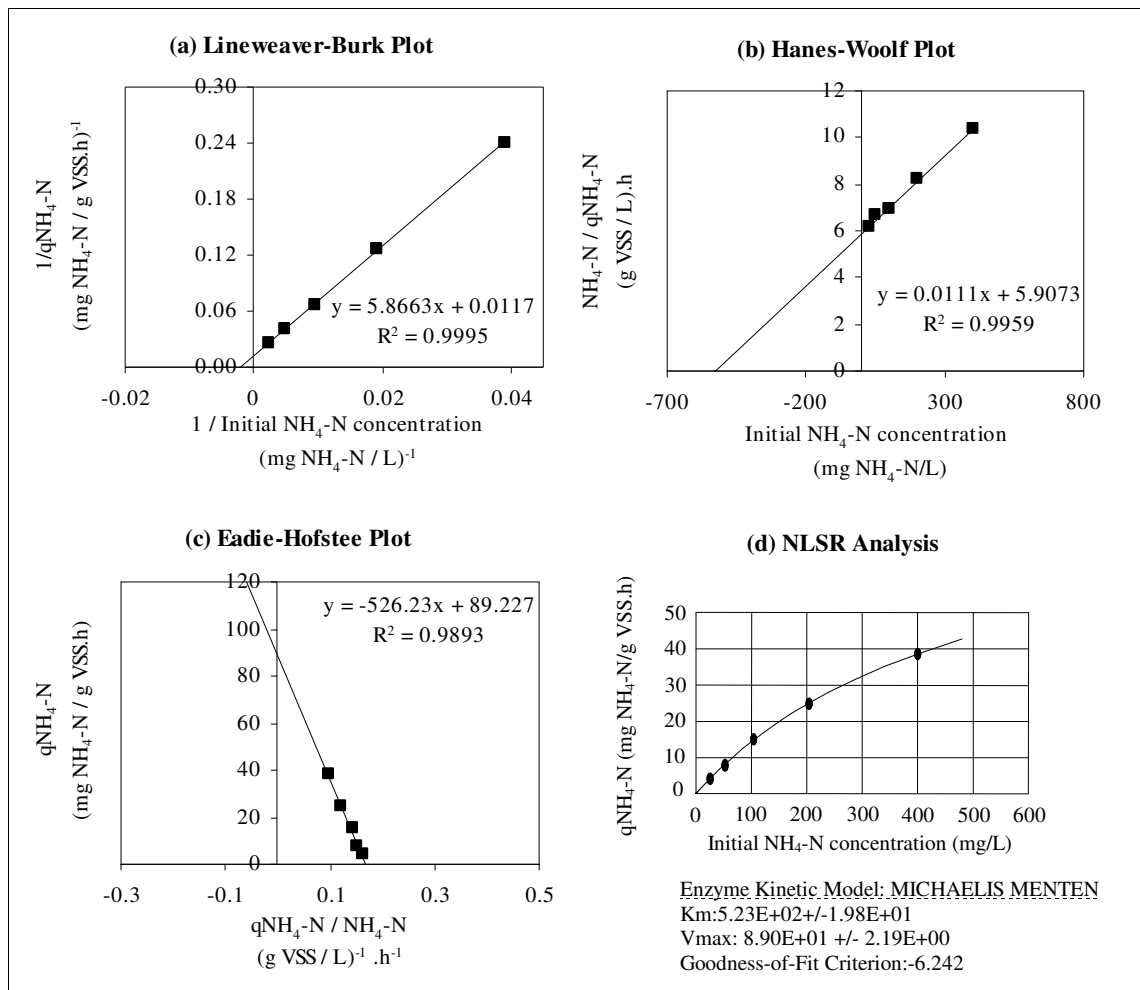 (a) Lineweaver-Burk Plot
0.30
0.24
0.18
0.12
0.06
0.00
-0.02
0
0.02
0.04
1/qNH₄-N
(mg NH₄-N / g VSS.h)⁻¹
y = 5.8663x + 0.0117
R² = 0.9995
1 / Initial NH₄-N concentration
(mg NH₄-N / L)⁻¹
(b) Hanes-Woolf Plot
12
10
8
6
4
2
0
-700
-200
300
800
NH₄-N / qNH₄-N
(g VSS / L).h
y = 0.0111x + 5.9073
R² = 0.9959
Initial NH₄-N concentration
(mg NH₄-N/L)
(c) Eadie-Hofstee Plot
120
100
80
60
40
20
0
-0.3
-0.1
0.1
0.3
0.5
qNH₄-N
(mg NH₄-N / g VSS.h)
y = -526.23x + 89.227
R² = 0.9893
qNH₄-N / NH₄-N
(g VSS / L)⁻¹ .h⁻¹
(d) NLSR Analysis
50
40
30
20
10
0
0
100
200
300
400
500
600
qNH₄-N (mg NH₄-N/g VSS.h)
Initial NH₄-N concentration (mg/L)
Enzyme Kinetic Model: MICHAELIS MENTEN
Km:5.23E+02+/-1.98E+01
Vmax: 8.90E+01 +/- 2.19E+00
Goodness-of-Fit Criterion:-6.242